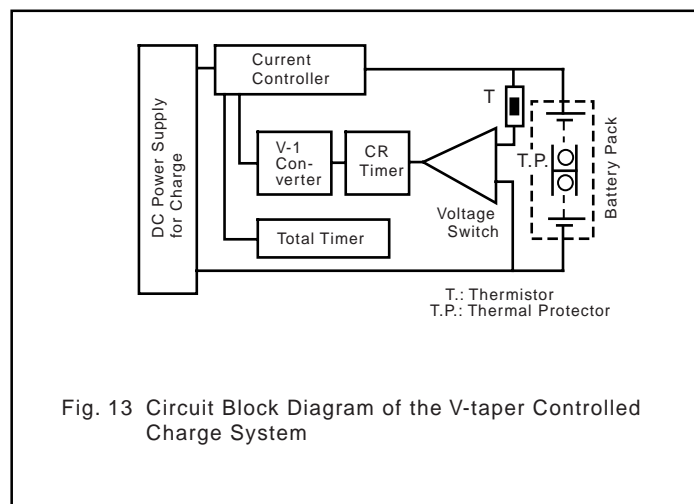 Current
Controller
DC Power Supply
for Charge
T
V-1
Con-
verter
CR
Timer
T.P.
Battery Pack
Voltage
Switch
Total Timer
T.: Thermistor
T.P.: Thermal Protector
Fig. 13 Circuit Block Diagram of the V-taper Controlled
Charge System